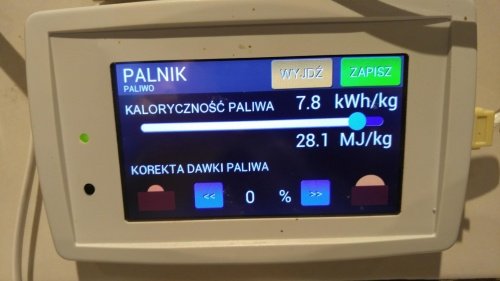 PALNIK WYJDŹ ZAPISZ
PALIWO
KALORYCZNOŚĆ PALIWA 7.8 kWh/kg
28.1 MJ/kg
KOREKTA DAWKI PALIWA
<< 0 % >>